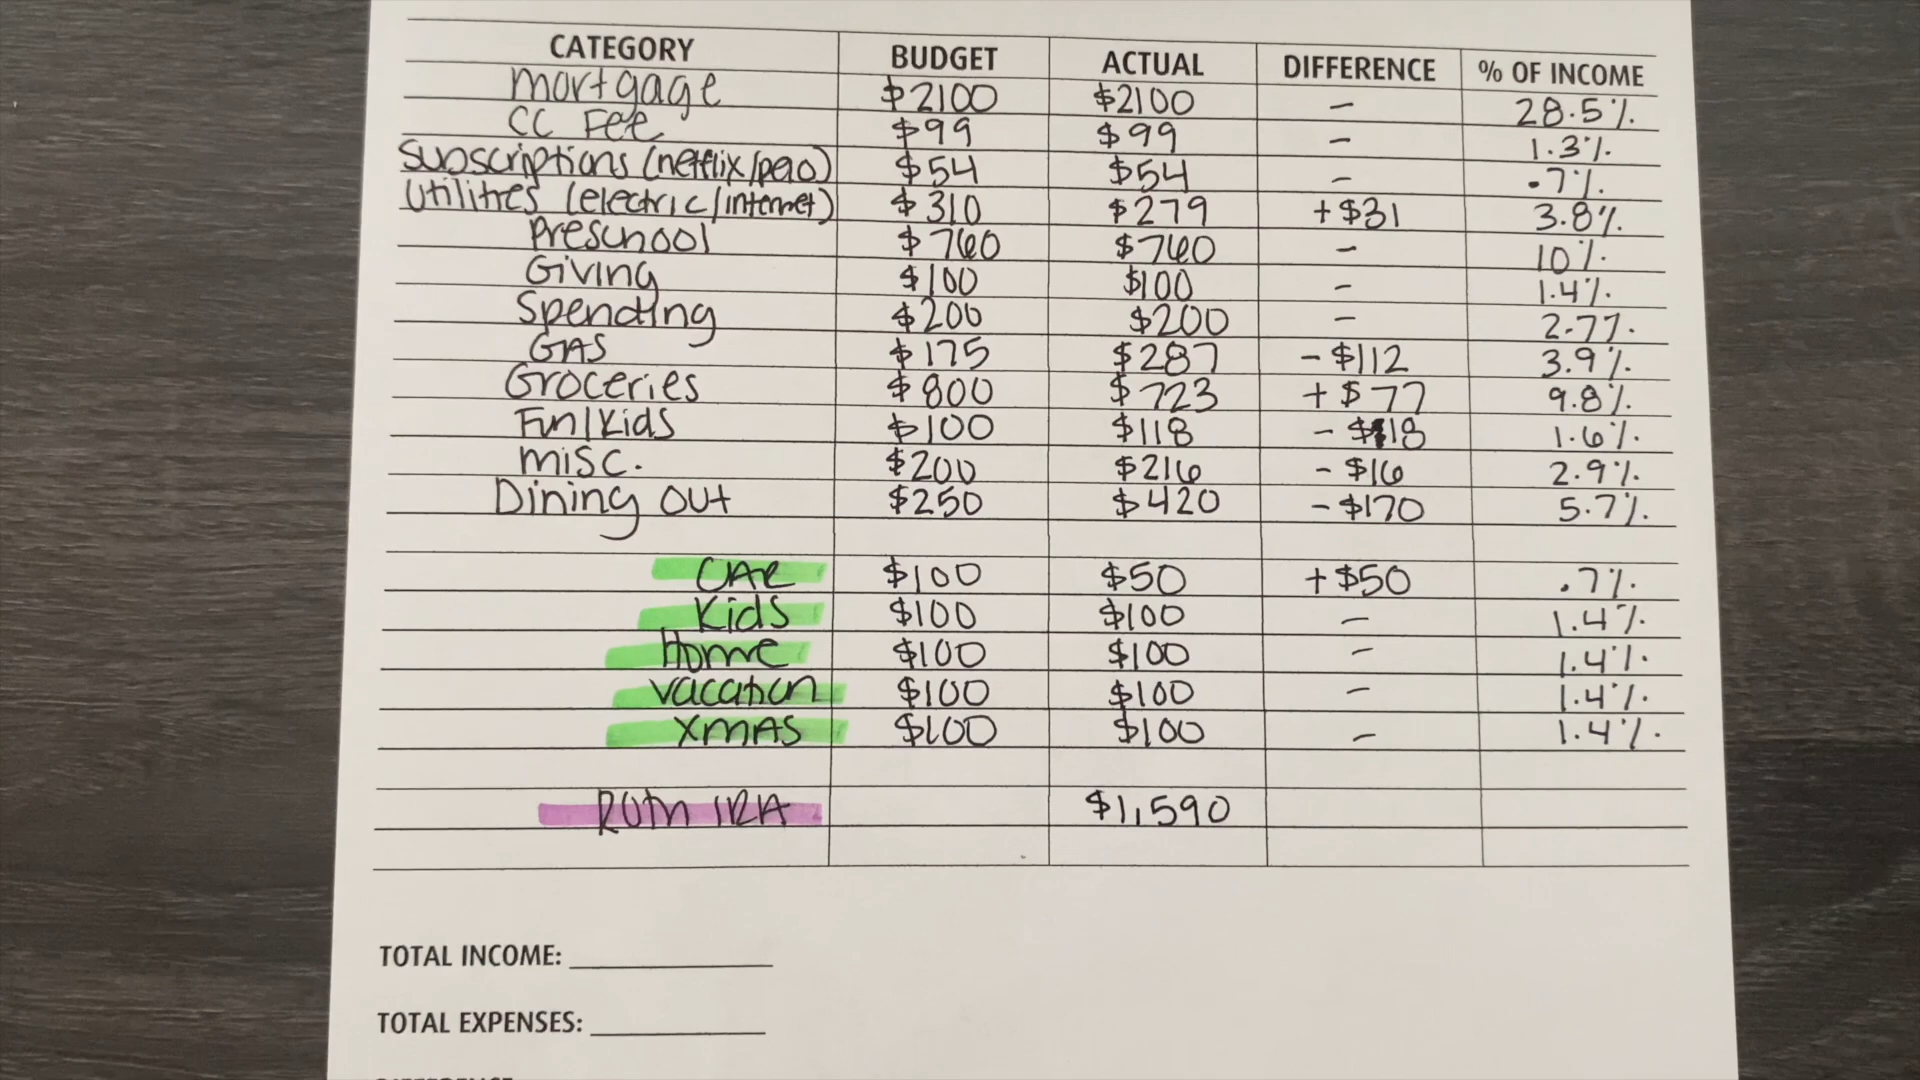 CATEGORY BUDGET ACTUAL DIFFERENCE % OF INCOME
mortgage $2100 $2100 - 28.5%.
CC Fee $99 $99 - 1.3%.
Subscriptions (netflix/pelo) $54 $54 - .7%.
Utilities (electric/internet) $310 $279 +$31 3.8%.
Preschool $760 $760 - 10%.
Giving $100 $100 - 1.4%.
Spending $200 $200 - 2.7%.
GAS $175 $287 -$112 3.9%.
Groceries $800 $723 +$77 9.8%.
Fun/Kids $100 $118 -$18 1.6%.
misc. $200 $216 -$16 2.9%.
Dining out $250 $420 -$170 5.7%.
CAR $100 $50 +$50 .7%.
Kids $100 $100 - 1.4%.
Home $100 $100 - 1.4%.
vacation $100 $100 - 1.4%.
XMAS $100 $100 - 1.4%.
ROTH IRA $1,590
TOTAL INCOME:
TOTAL EXPENSES: